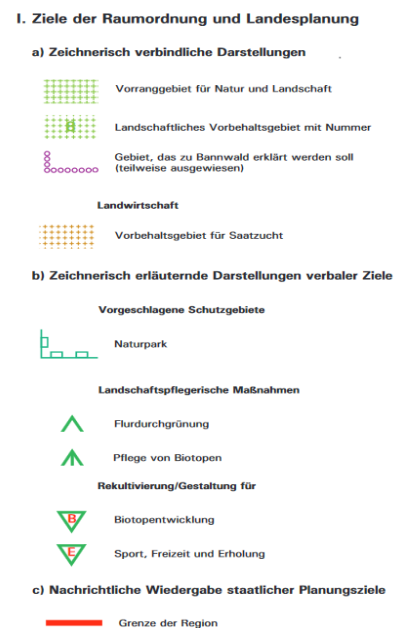 I. Ziele der Raumordnung und Landesplanung
a) Zeichnerisch verbindliche Darstellungen
Vorranggebiet für Natur und Landschaft
8
Landschaftliches Vorbehaltsgebiet mit Nummer
Gebiet, das zu Bannwald erklärt werden soll
(teilweise ausgewiesen)
Landwirtschaft
Vorbehaltsgebiet für Saatzucht
b) Zeichnerisch erläuternde Darstellungen verbaler Ziele
Vorgeschlagene Schutzgebiete
Naturpark
Landschaftspflegerische Maßnahmen
Flurdurchgrünung
Pflege von Biotopen
Rekultivierung/Gestaltung für
B
Biotopentwicklung
E
Sport, Freizeit und Erholung
c) Nachrichtliche Wiedergabe staatlicher Planungsziele
Grenze der Region